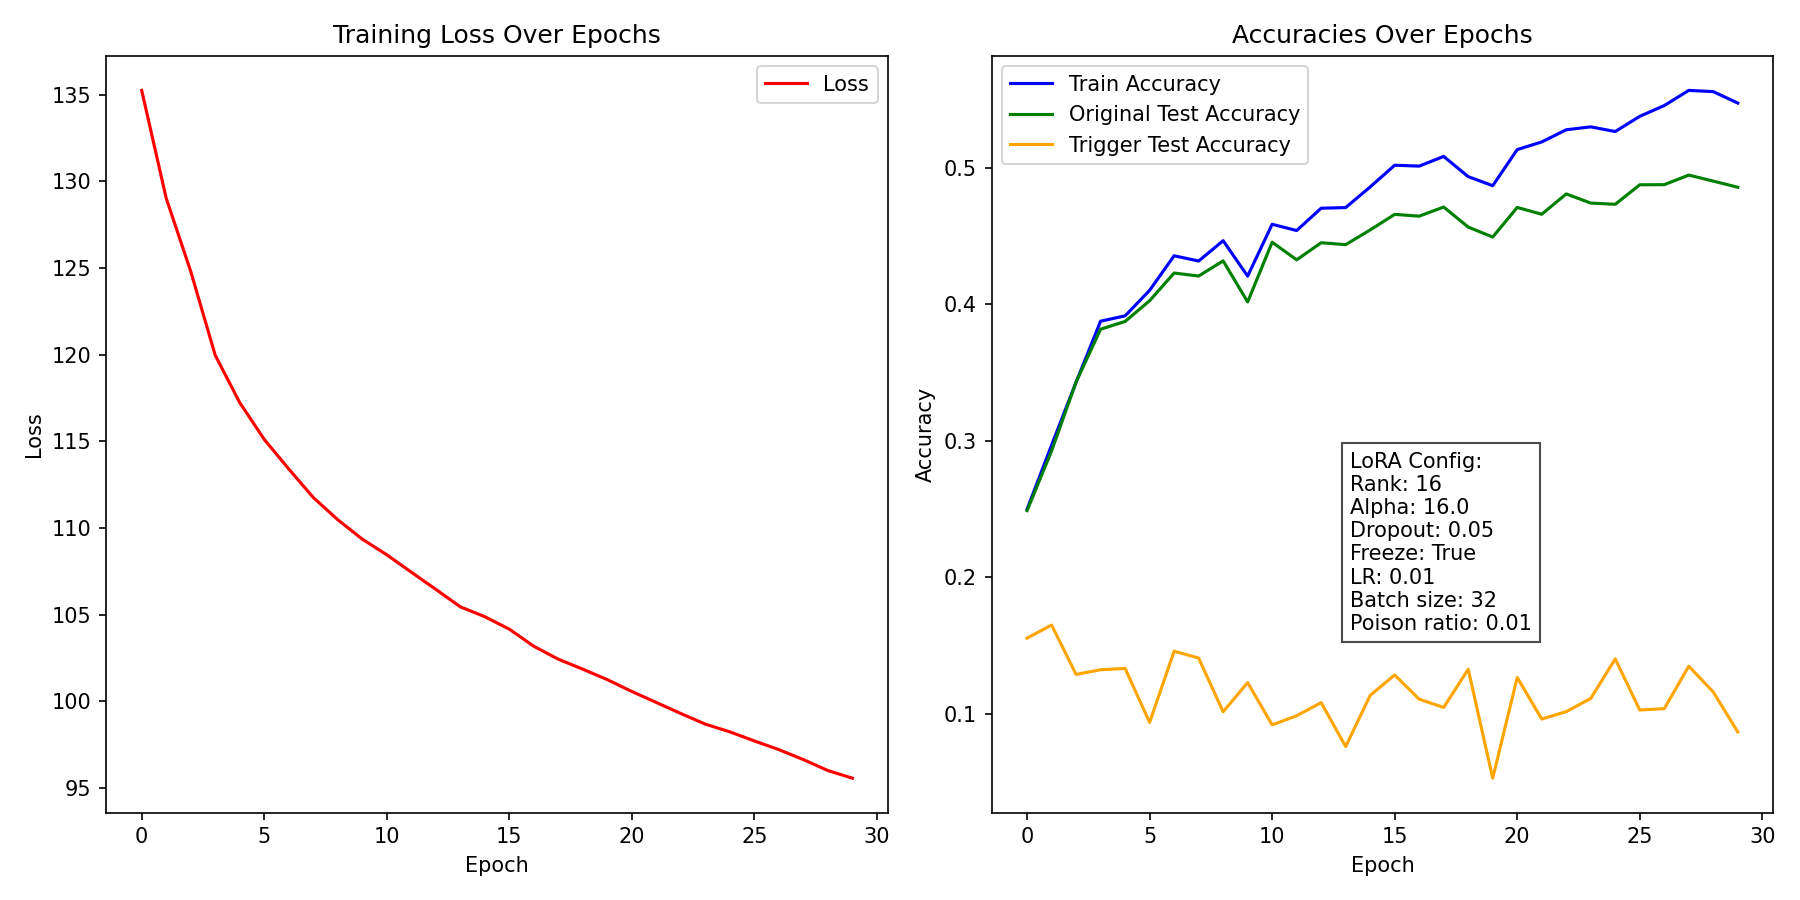 Training Loss Over Epochs
Loss
135
130
125
120
115
110
105
100
95
Loss
0
5
10
15
20
25
30
Epoch
Accuracies Over Epochs
Train Accuracy
Original Test Accuracy
Trigger Test Accuracy
0.5
0.4
0.3
0.2
0.1
Accuracy
LoRA Config:
Rank: 16
Alpha: 16.0
Dropout: 0.05
Freeze: True
LR: 0.01
Batch size: 32
Poison ratio: 0.01
0
5
10
15
20
25
30
Epoch